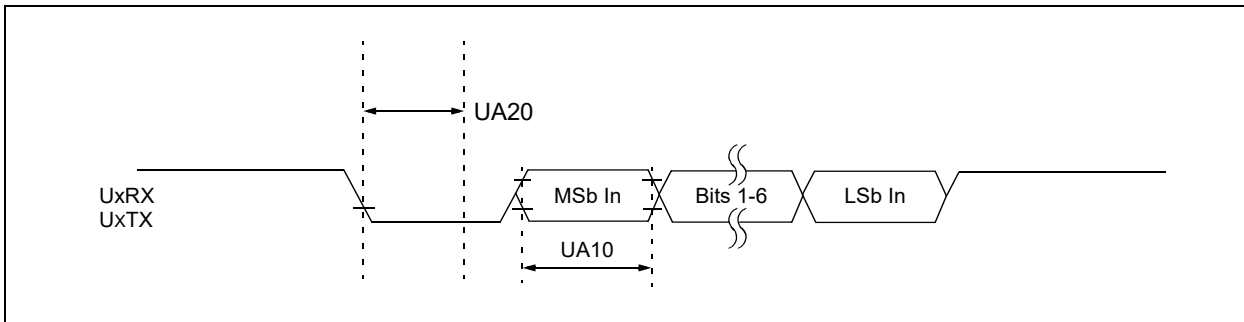 UA20
UxRX
UxTX
MSb In
Bits 1-6
LSb In
UA10